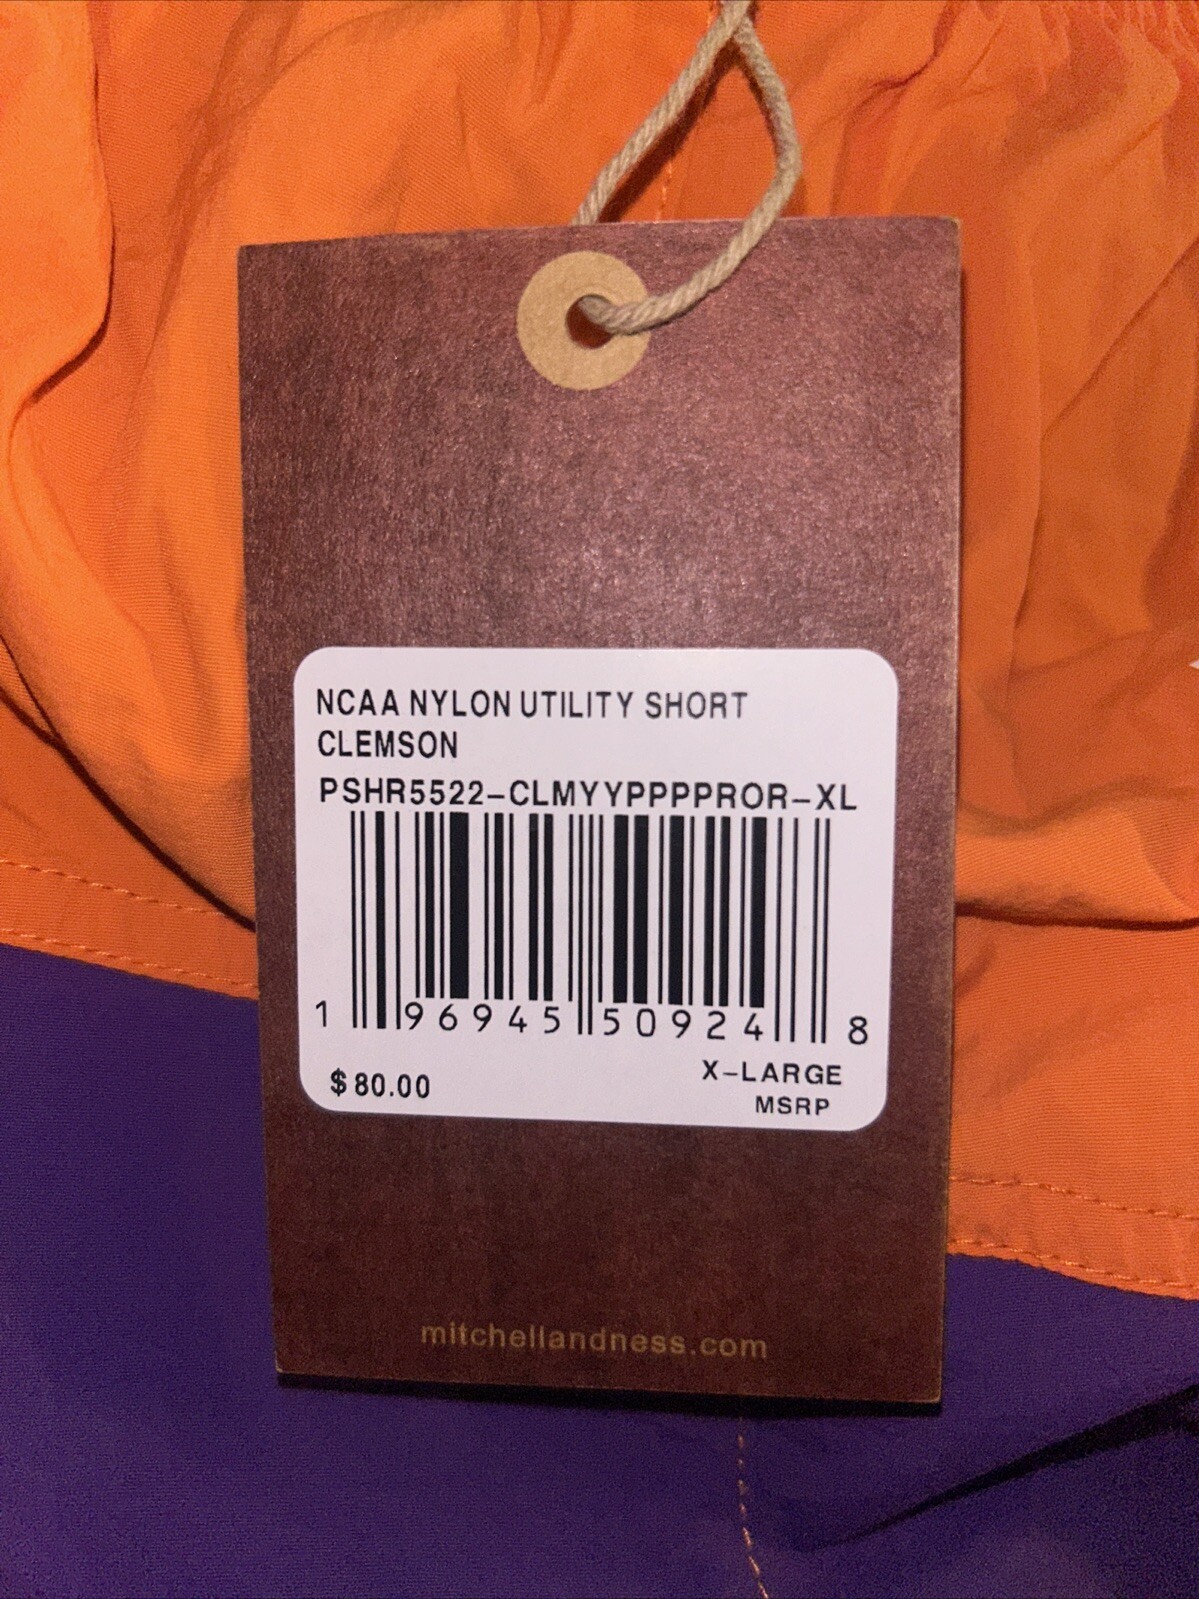 NCAA NYLON UTILITY SHORT
CLEMSON
PSHR5522-CLMYYPPPPROR-XL
1 96945 50924 8
$80.00
X-LARGE
MSRP
mitchellandness.com